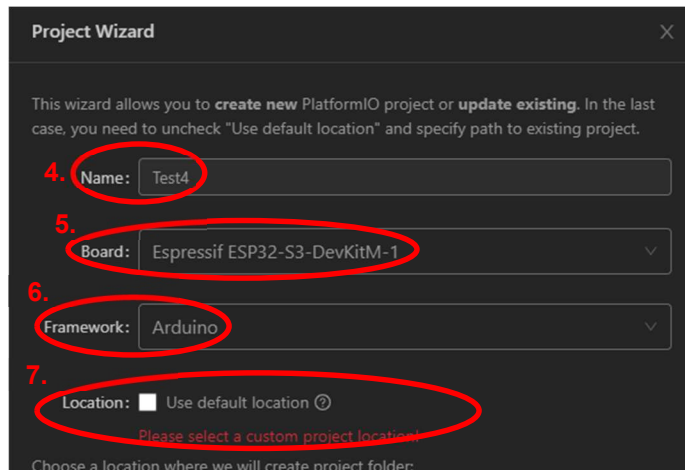 Project Wizard
This wizard allows you to create new PlatformIO project or update existing. In the last
case, you need to uncheck "Use default location" and specify path to existing project.
4. Name: Test4
5.
Board: Espressif ESP32-S3-DevKitM-1
6.
Framework: Arduino
7.
Location: Use default location ?
Please select a custom project location!
Choose a location where we will create project folder: